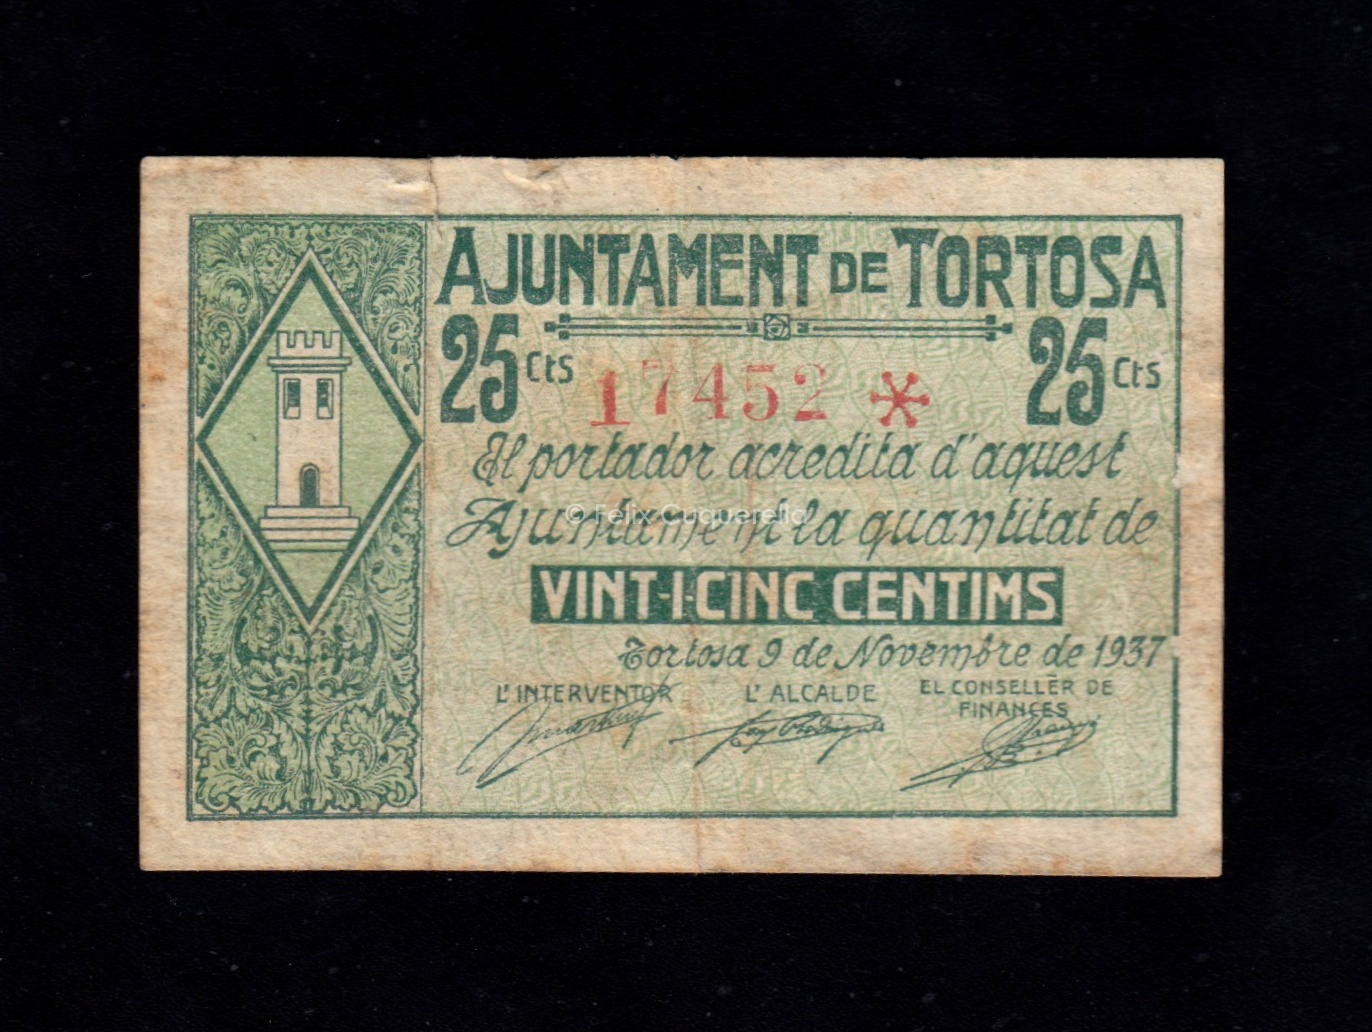 AJUNTAMENT DE TORTOSA
25 cts 25 cts
17452 *
El portador acredita d'aquest
Ajuntament la quantitat de
VINT-I-CINC CENTIMS
Tortosa 9 de Novembre de 1937
L'INTERVENTOR L'ALCALDE EL CONSELLER DE
FINANCES
© Felix Cuquerella